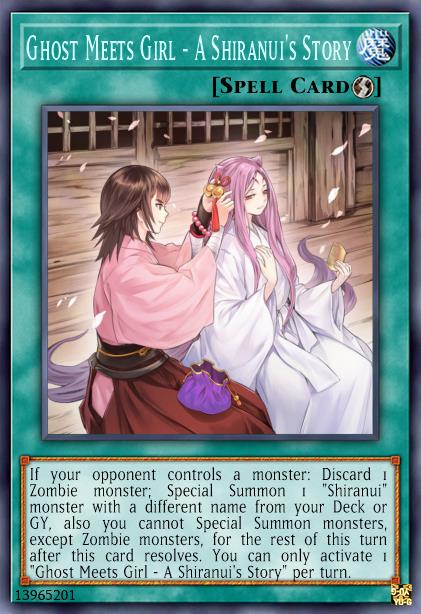 Ghost Meets Girl - A Shiranui's Story
魔
[Spell Card]
If your opponent controls a monster: Discard 1
Zombie monster; Special Summon 1 "Shiranui"
monster with a different name from your Deck or
GY, also you cannot Special Summon monsters,
except Zombie monsters, for the rest of this turn
after this card resolves. You can only activate 1
"Ghost Meets Girl - A Shiranui's Story" per turn.
13965201